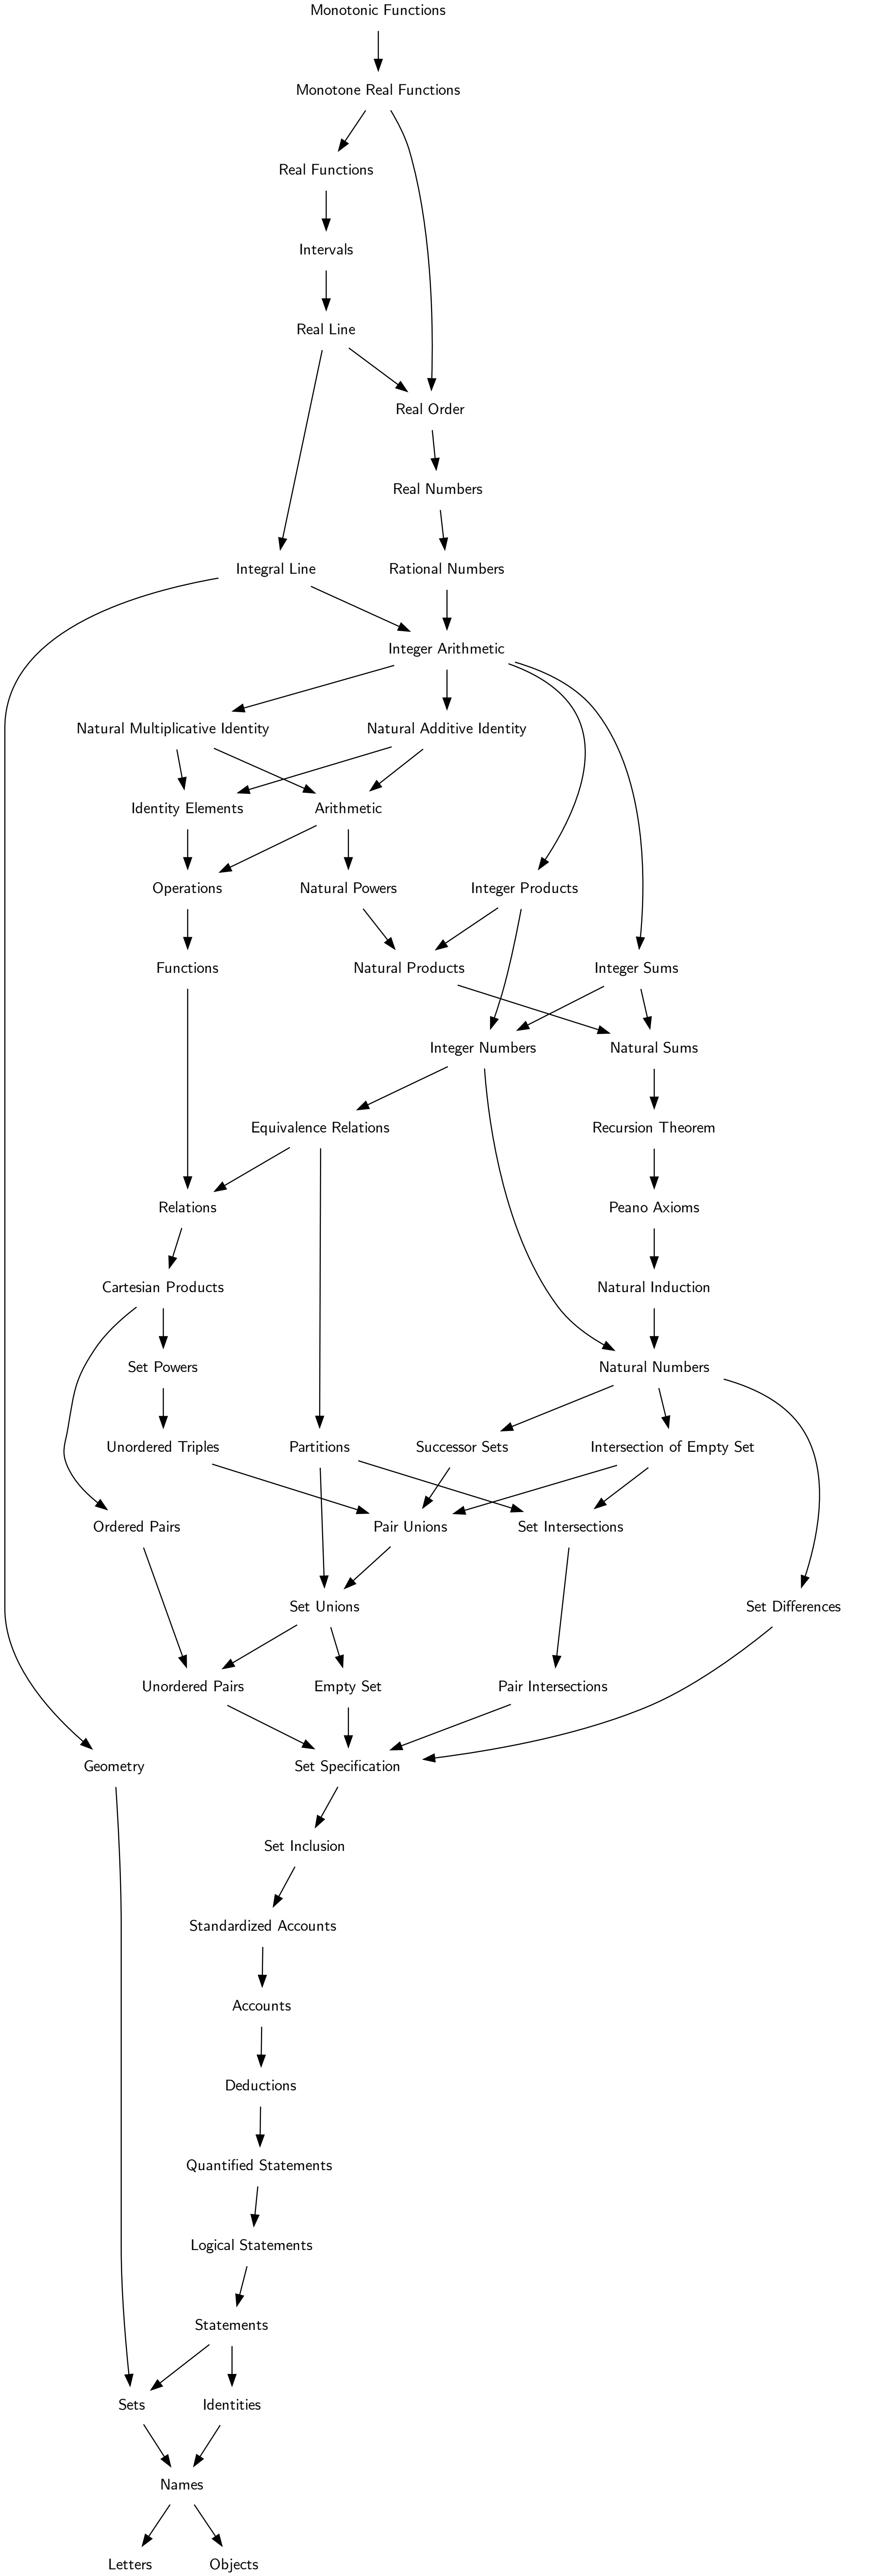 Monotonic Functions
Monotone Real Functions
Real Functions
Intervals
Real Line
Real Order
Real Numbers
Integral Line
Rational Numbers
Integer Arithmetic
Natural Multiplicative Identity
Natural Additive Identity
Identity Elements
Arithmetic
Operations
Natural Powers
Integer Products
Functions
Natural Products
Integer Sums
Integer Numbers
Natural Sums
Equivalence Relations
Recursion Theorem
Relations
Peano Axioms
Cartesian Products
Natural Induction
Set Powers
Natural Numbers
Unordered Triples
Partitions
Successor Sets
Intersection of Empty Set
Ordered Pairs
Pair Unions
Set Intersections
Set Unions
Set Differences
Unordered Pairs
Empty Set
Pair Intersections
Geometry
Set Specification
Set Inclusion
Standardized Accounts
Accounts
Deductions
Quantified Statements
Logical Statements
Statements
Sets
Identities
Names
Letters
Objects